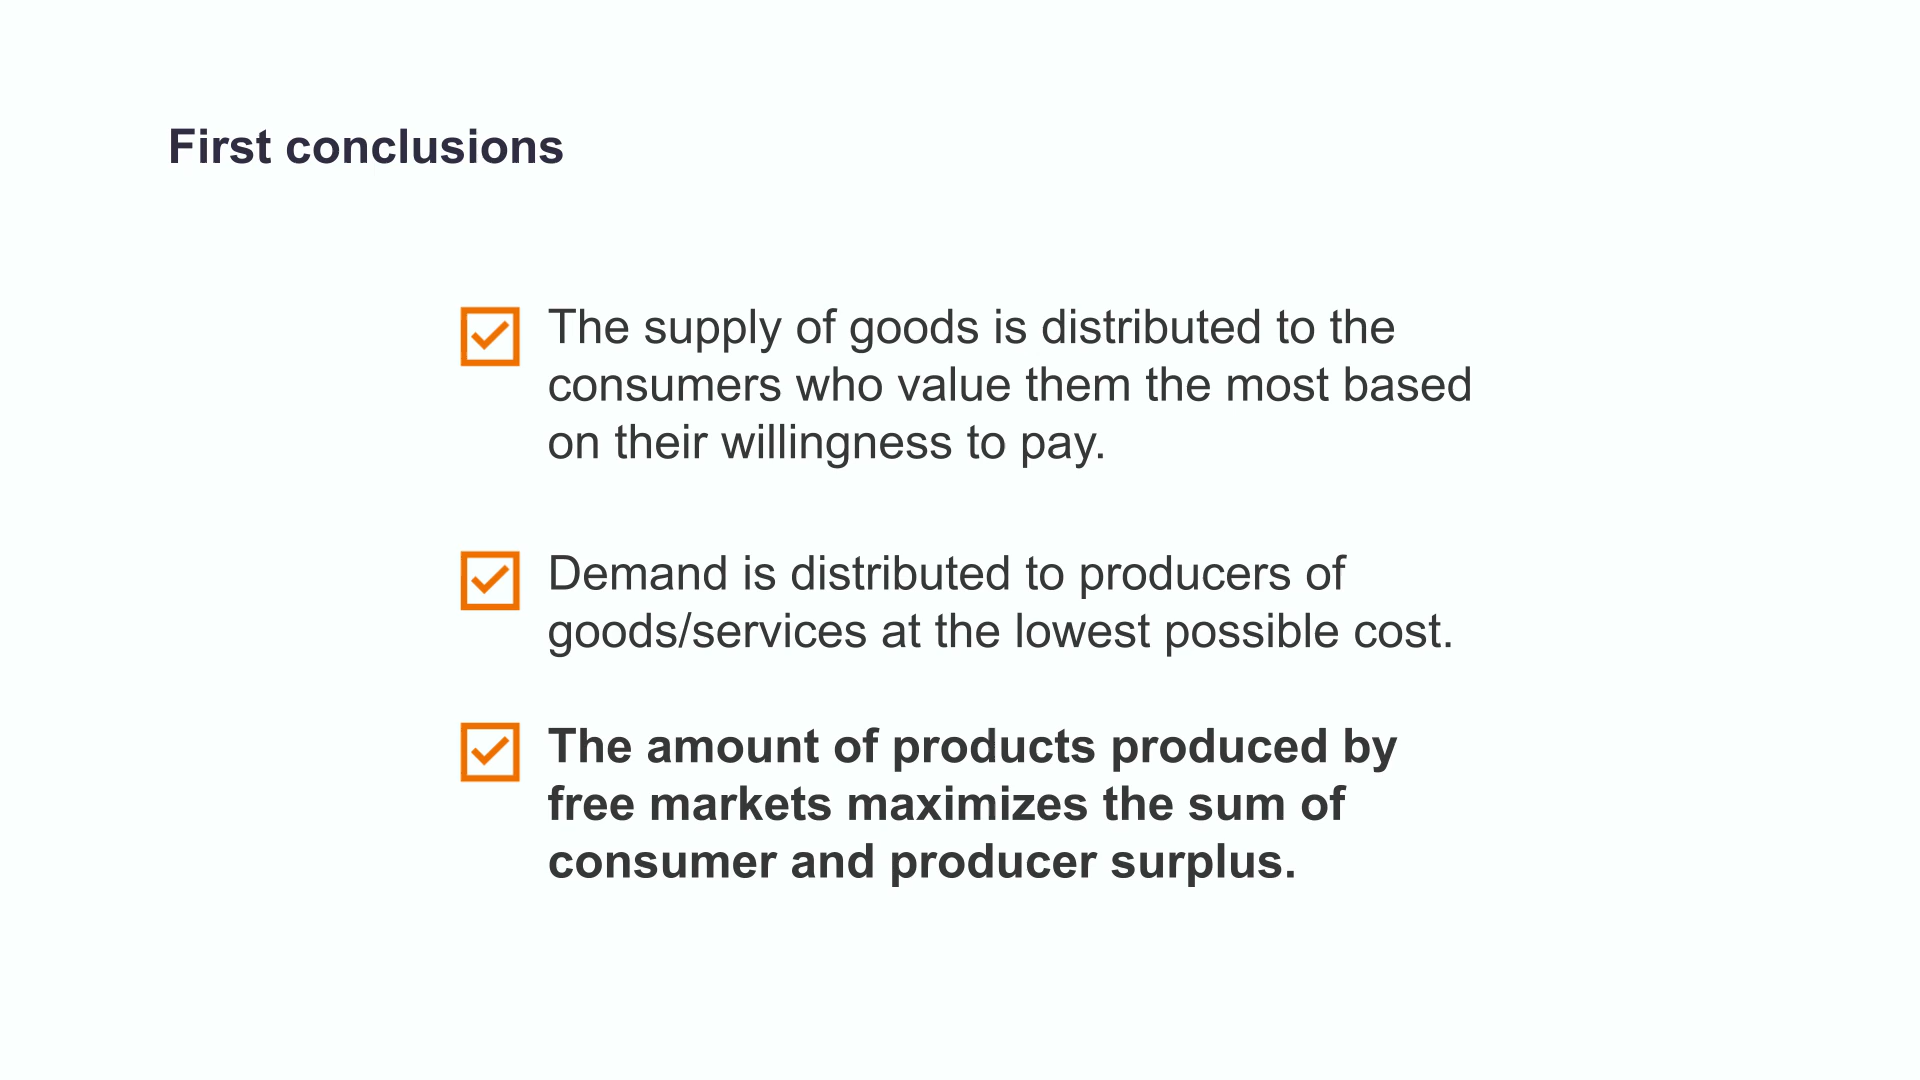 First conclusions
The supply of goods is distributed to the
consumers who value them the most based
on their willingness to pay.
Demand is distributed to producers of
goods/services at the lowest possible cost.
The amount of products produced by
free markets maximizes the sum of
consumer and producer surplus.